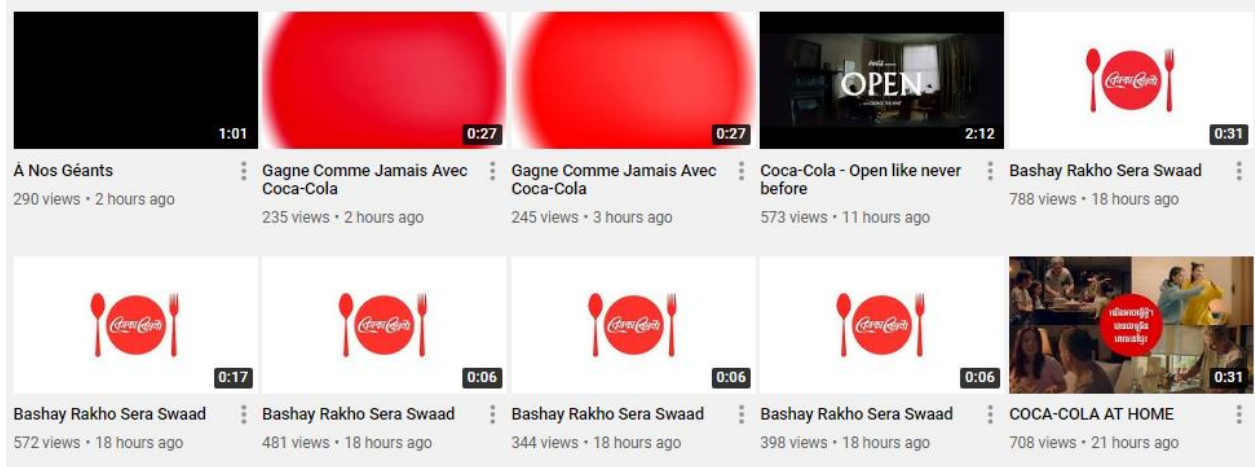 1:01
0:27
0:27
OPEN
2:12
কোকা-কোলা
0:31
À Nos Géants
290 views • 2 hours ago
Gagne Comme Jamais Avec
Coca-Cola
235 views • 2 hours ago
Gagne Comme Jamais Avec
Coca-Cola
245 views • 3 hours ago
Coca-Cola - Open like never
before
573 views • 11 hours ago
Bashay Rakho Sera Swaad
788 views • 18 hours ago
কোকা-কোলা
0:17
কোকা-কোলা
0:06
কোকা-কোলা
0:06
কোকা-কোলা
0:06
0:31
Bashay Rakho Sera Swaad
572 views • 18 hours ago
Bashay Rakho Sera Swaad
481 views • 18 hours ago
Bashay Rakho Sera Swaad
344 views • 18 hours ago
Bashay Rakho Sera Swaad
398 views • 18 hours ago
COCA-COLA AT HOME
708 views • 21 hours ago